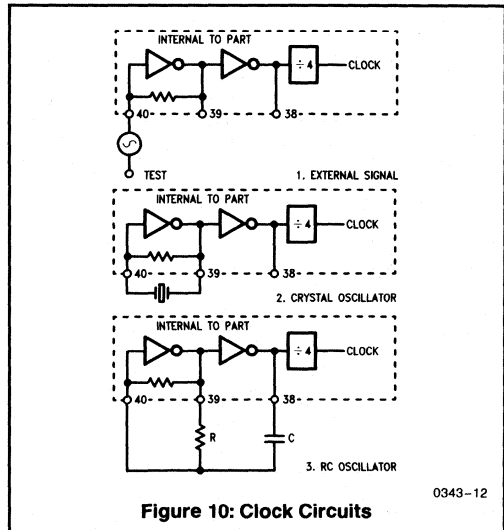 INTERNAL TO PART
÷ 4
CLOCK
40
39
38
TEST
1. EXTERNAL SIGNAL
INTERNAL TO PART
÷ 4
CLOCK
40
39
38
2. CRYSTAL OSCILLATOR
INTERNAL TO PART
÷ 4
CLOCK
40
39
38
R
C
3. RC OSCILLATOR
0343-12
Figure 10: Clock Circuits